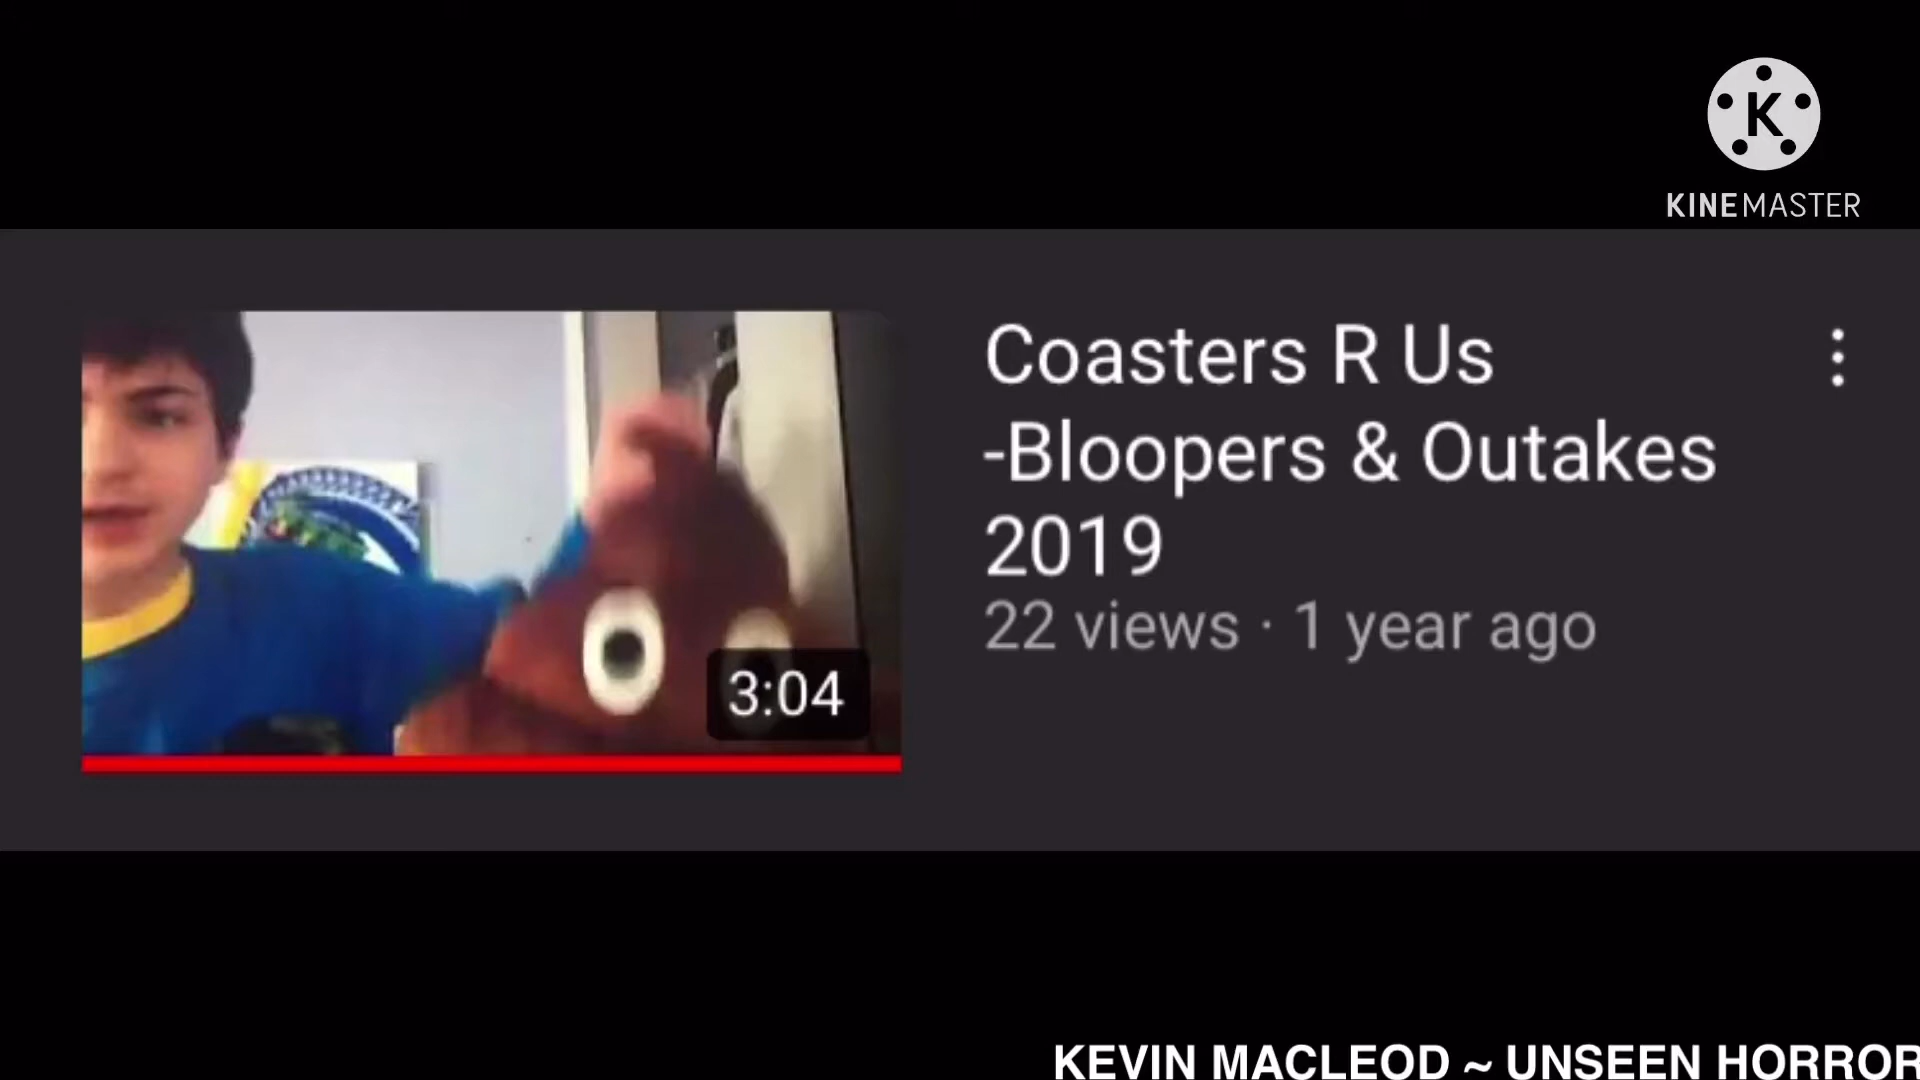 K
KINEMASTER
Coasters R Us
-Bloopers & Outakes
2019
22 views · 1 year ago
3:04
KEVIN MACLEOD ~ UNSEEN HORROR